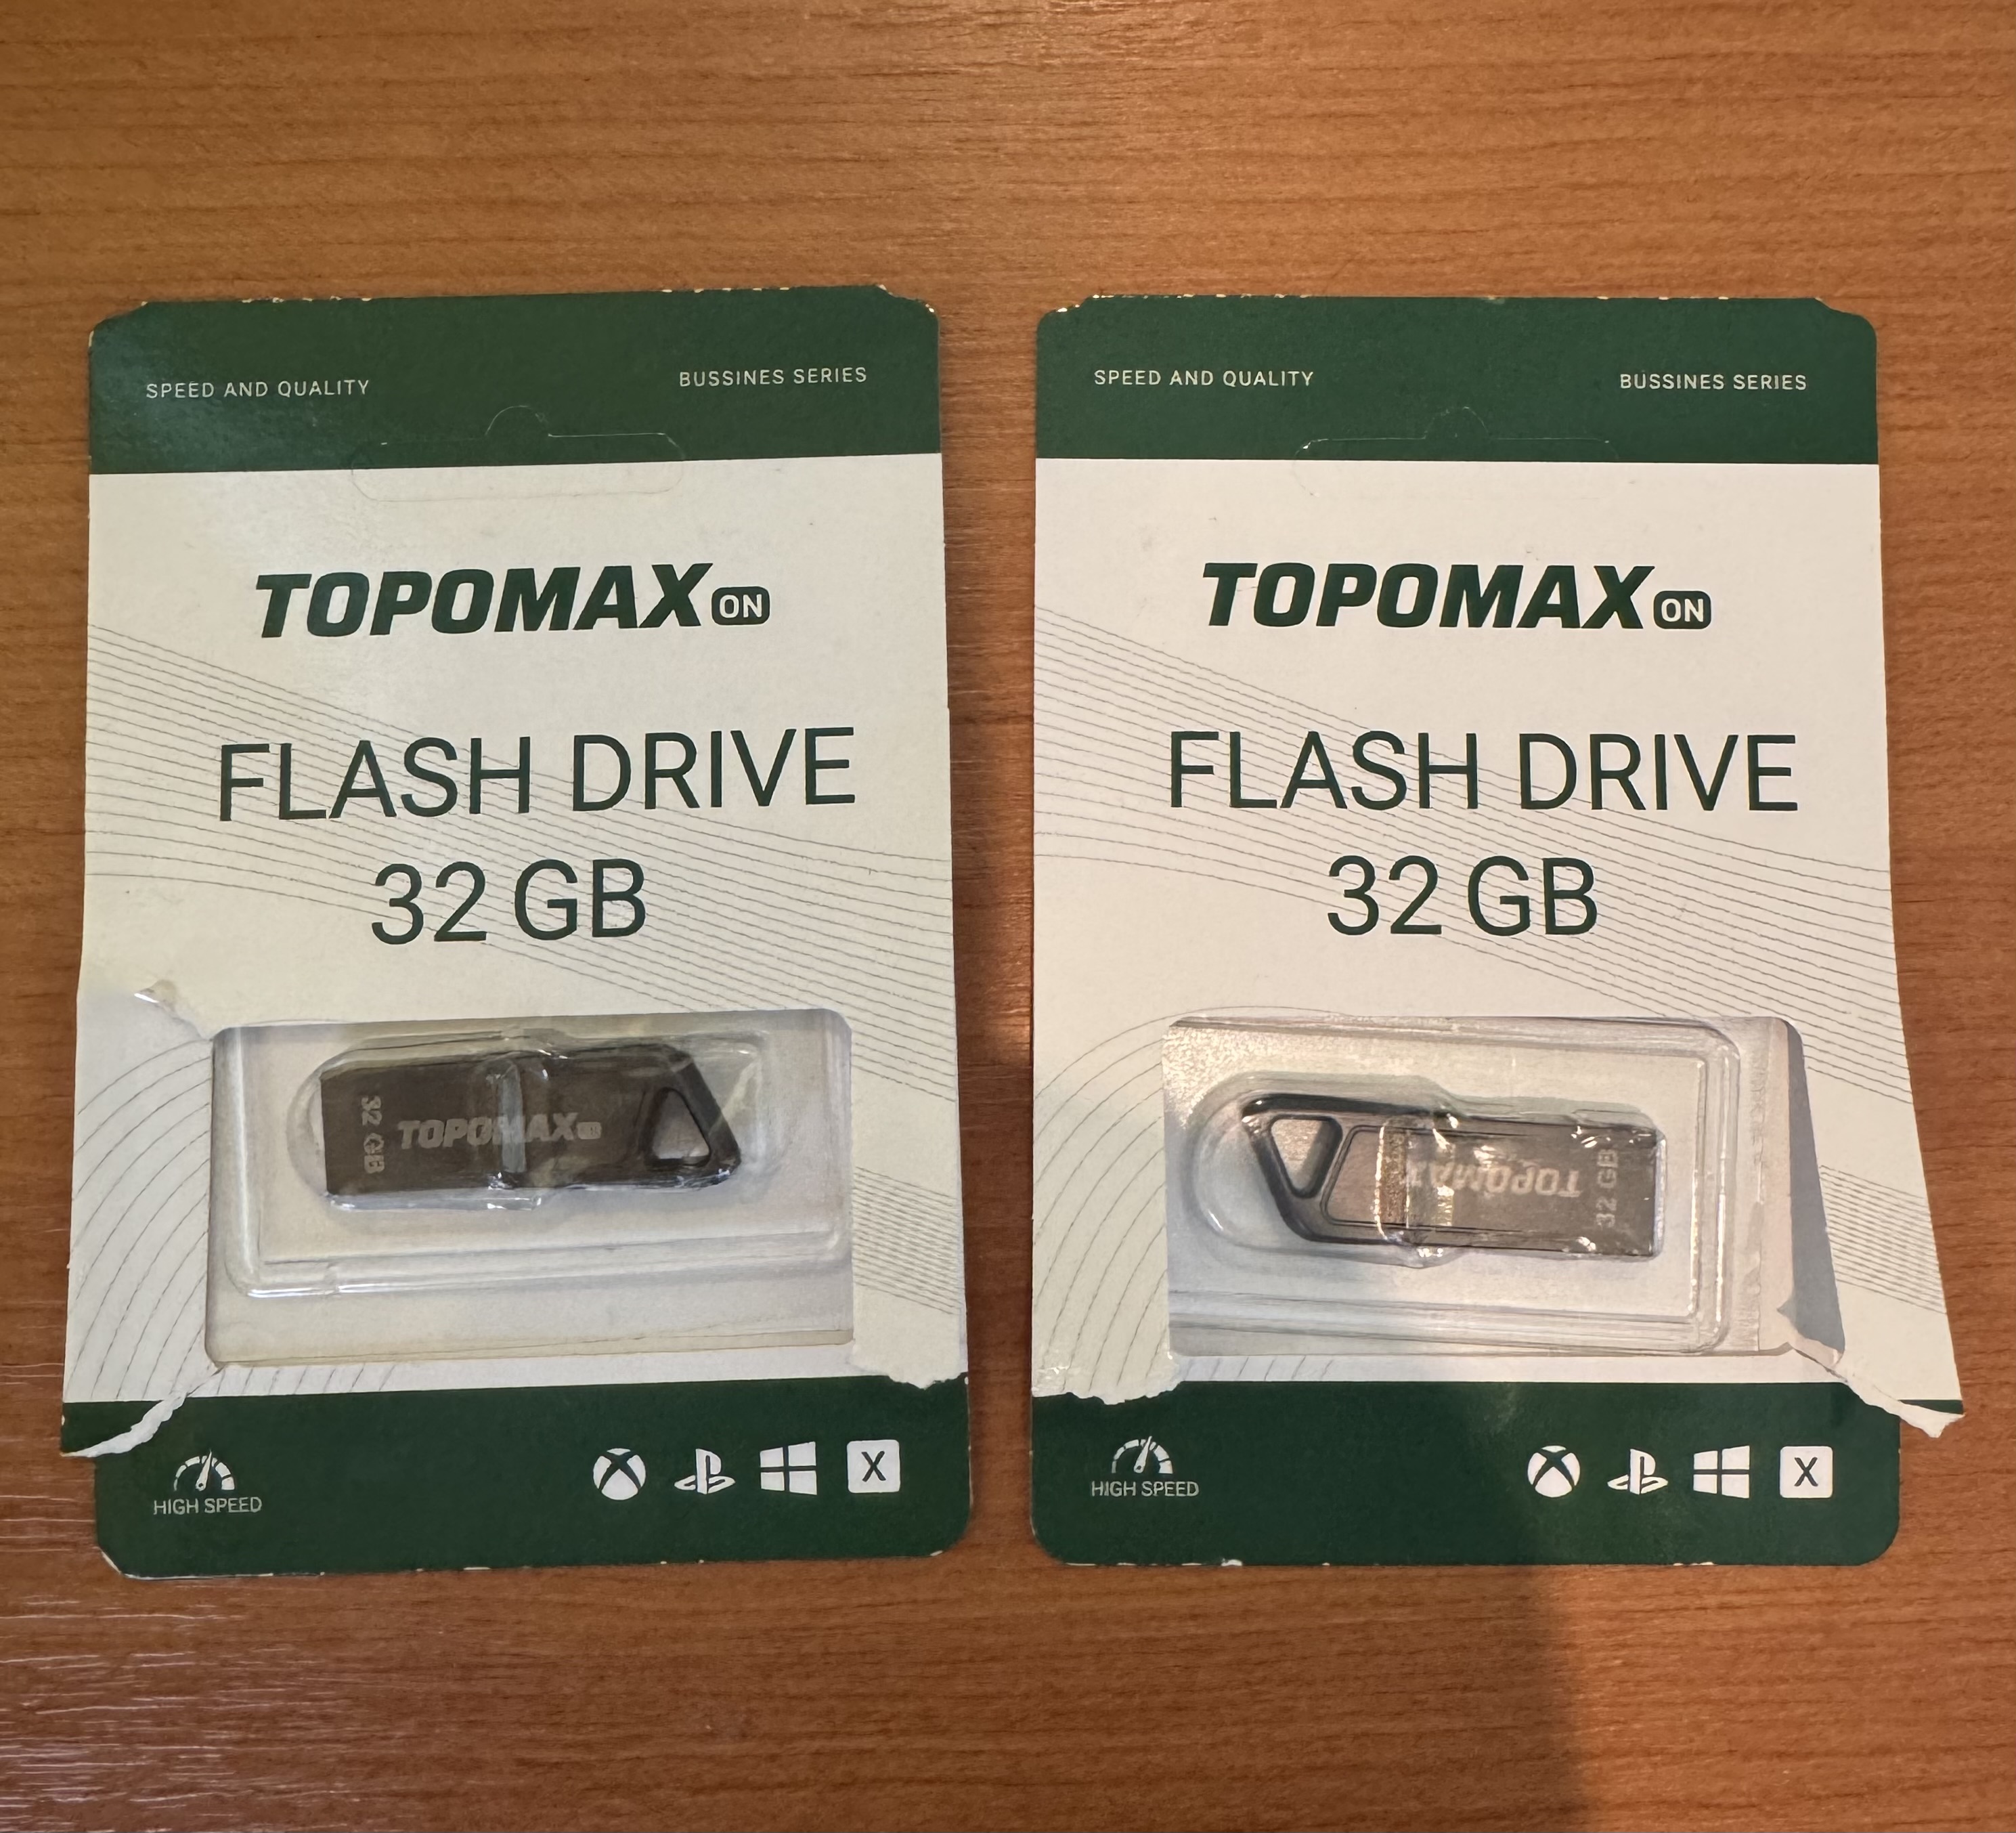 SPEED AND QUALITY
BUSSINES SERIES
TOPOMAX ON
FLASH DRIVE
32 GB
32 GB
TOPOMAX ON
HIGH SPEED
X
SPEED AND QUALITY
BUSSINES SERIES
TOPOMAX ON
FLASH DRIVE
32 GB
TOPOMAX
32 GB
HIGH SPEED
X